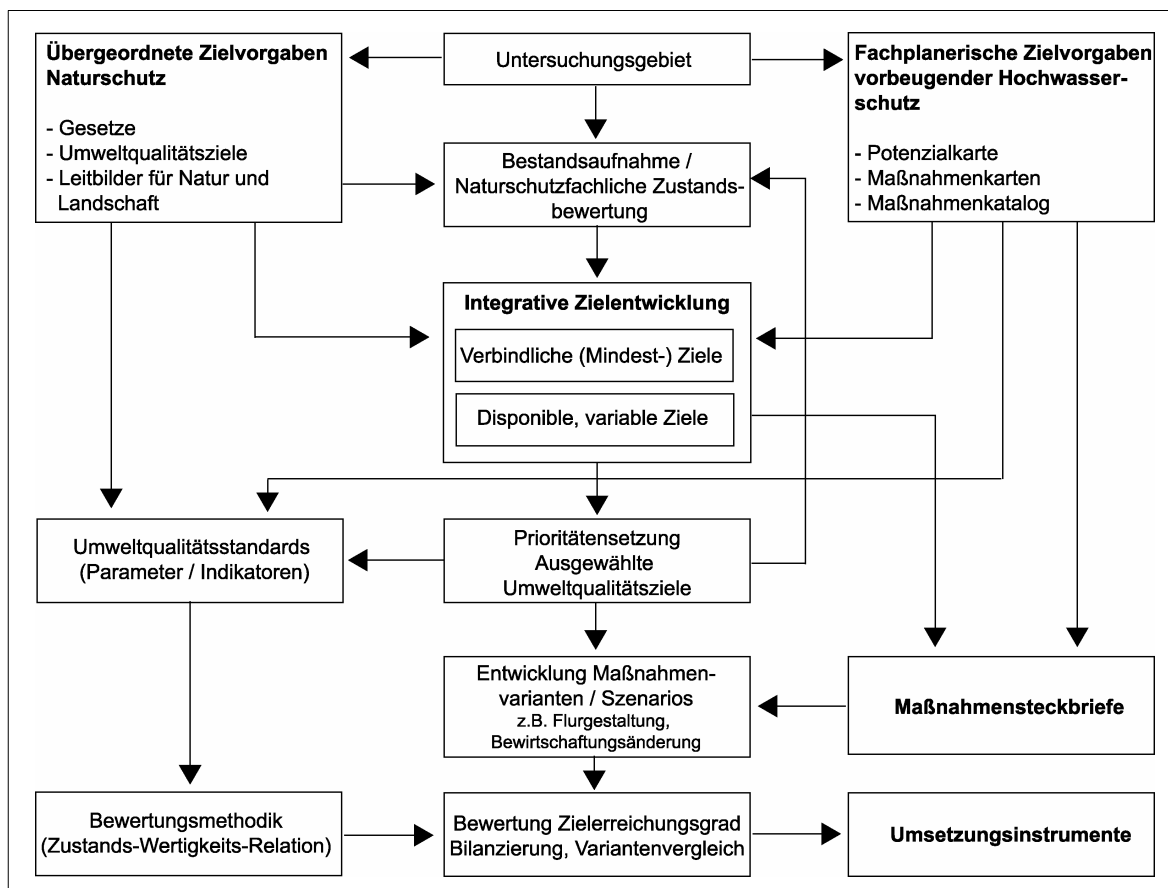 Übergeordnete Zielvorgaben
Naturschutz
- Gesetze
- Umweltqualitätsziele
- Leitbilder für Natur und
Landschaft
Untersuchungsgebiet
Fachplanerische Zielvorgaben
vorbeugender Hochwasser-
schutz
- Potenzialkarte
- Maßnahmenkarten
- Maßnahmenkatalog
Bestandsaufnahme /
Naturschutzfachliche Zustands-
bewertung
Integrative Zielentwicklung
Verbindliche (Mindest-) Ziele
Disponible, variable Ziele
Umweltqualitätsstandards
(Parameter / Indikatoren)
Prioritätensetzung
Ausgewählte
Umweltqualitätsziele
Entwicklung Maßnahmen-
varianten / Szenarios
z.B. Flurgestaltung,
Bewirtschaftungsänderung
Maßnahmensteckbriefe
Bewertungsmethodik
(Zustands-Wertigkeits-Relation)
Bewertung Zielerreichungsgrad
Bilanzierung, Variantenvergleich
Umsetzungsinstrumente